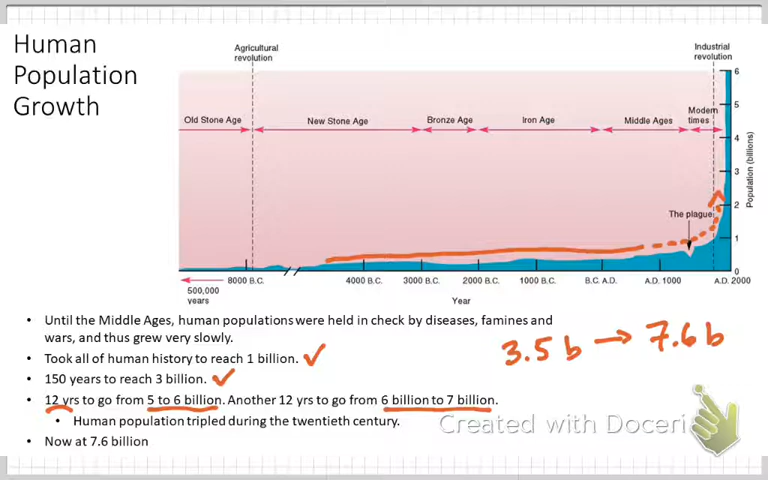 Human
Population
Growth
Agricultural
revolution
Industrial
revolution
Old Stone Age
New Stone Age
Bronze Age
Iron Age
Middle Ages
Modern
times
The plague
6
5
4
3
2
1
0
Population (billions)
8000 B.C.
4000 B.C.
3000 B.C.
2000 B.C.
1000 B.C.
B.C. A.D.
A.D. 1000
A.D. 2000
500,000
years
Year
• Until the Middle Ages, human populations were held in check by diseases, famines and
wars, and thus grew very slowly.
• Took all of human history to reach 1 billion.
• 150 years to reach 3 billion.
• 12 yrs to go from 5 to 6 billion. Another 12 yrs to go from 6 billion to 7 billion.
• Human population tripled during the twentieth century.
• Now at 7.6 billion
3.5 b → 7.6 b
Created with Doceri